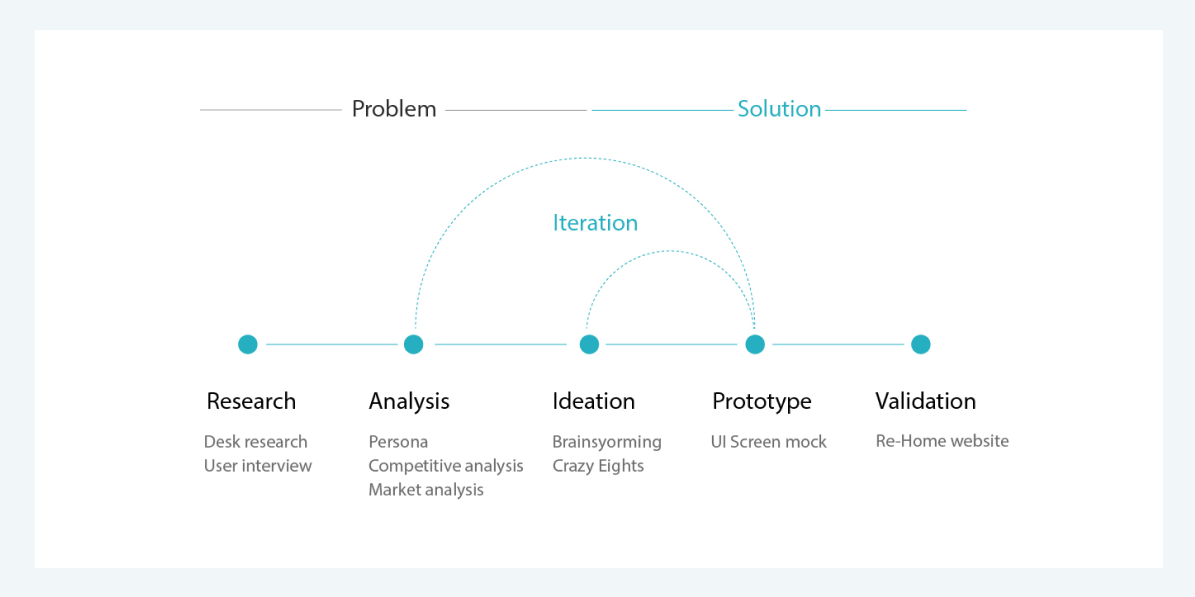 Problem
Solution
Iteration
Research
Analysis
Ideation
Prototype
Validation
Desk research
User interview
Persona
Competitive analysis
Market analysis
Brainsyorming
Crazy Eights
UI Screen mock
Re-Home website